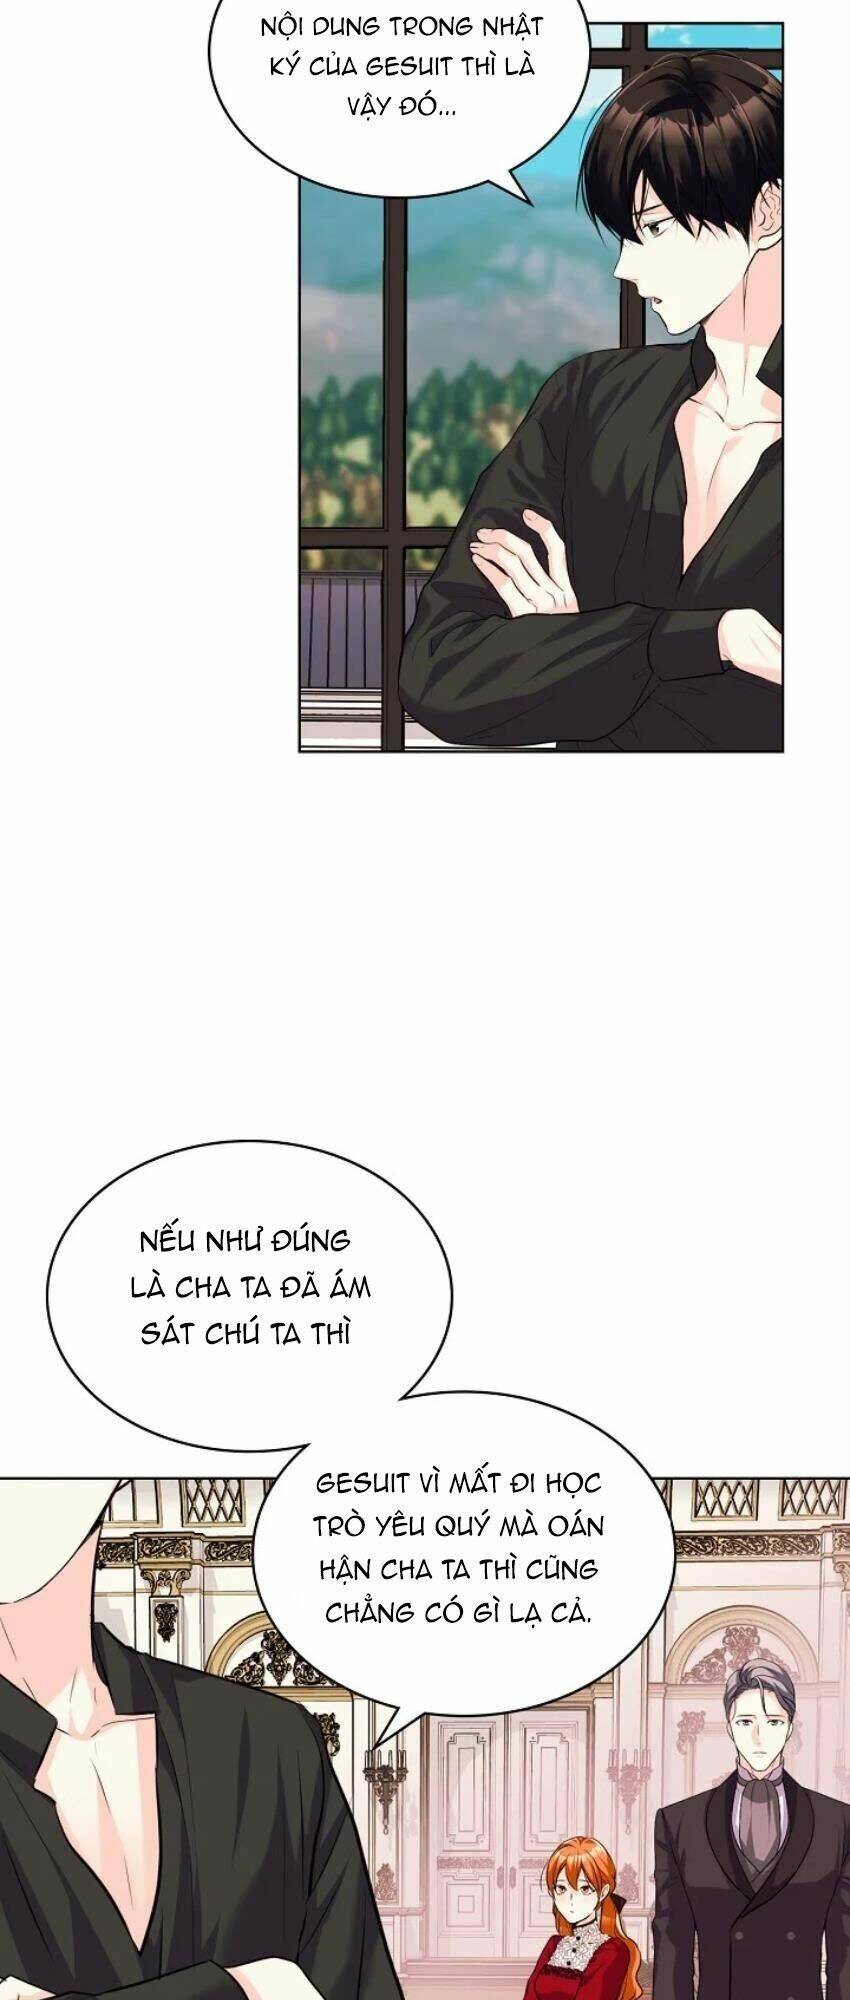 NỘI DUNG TRONG NHẬT
KÝ CỦA GESUIT THÌ LÀ
VẬY ĐÓ...
NẾU NHƯ ĐÚNG
LÀ CHA TA ĐÃ ÁM
SÁT CHÚ TA THÌ
GESUIT VÌ MẤT ĐI HỌC
TRÒ YÊU QUÝ MÀ OÁN
HẬN CHA TA THÌ CŨNG
CHẲNG CÓ GÌ LẠ CẢ.